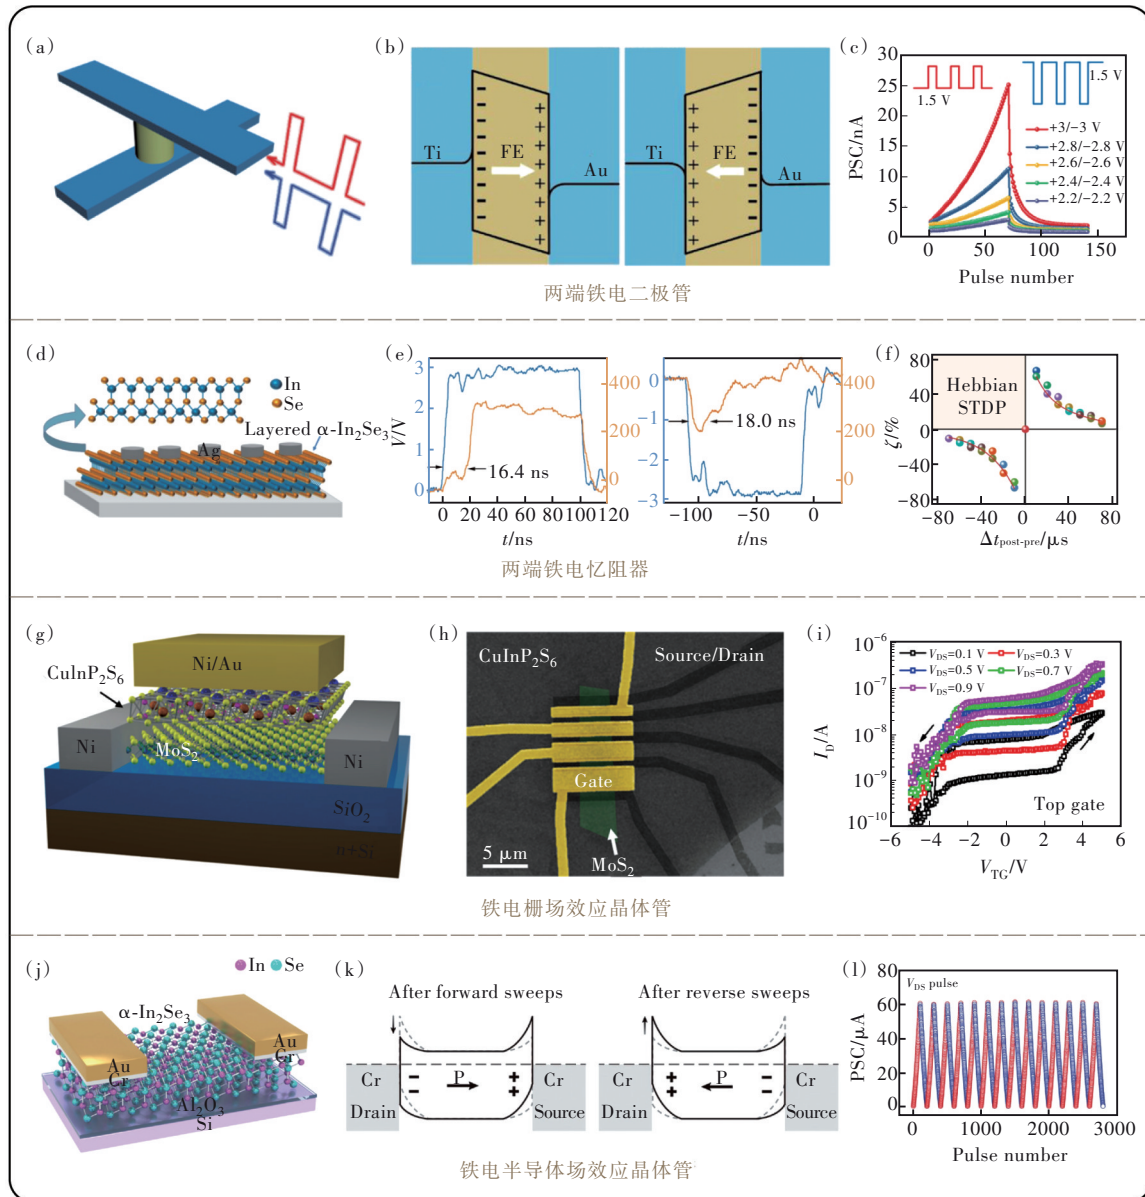 (a)
(b)
Ti
FE
Au
Ti
FE
Au
(c)
PSC/nA
30
25
20
15
10
5
0
1.5 V
1.5 V
+3/−3 V
+2.8/−2.8 V
+2.6/−2.6 V
+2.4/−2.4 V
+2.2/−2.2 V
0 50 100 150
Pulse number
两端铁电二极管
(d)
In
Se
Layered α-In₂Se₃
Ag
(e)
V/V
3
2
1
0
400
200
0
16.4 ns
0 20 40 60 80 100 120
t/ns
0
−1
−2
−3
400
200
0
18.0 ns
−100 −50 0
t/ns
(f)
ζ/%
80
40
0
−40
−80
Hebbian
STDP
−80 −40 0 40 80
Δt_post-pre/μs
两端铁电忆阻器
(g)
Ni/Au
CuInP₂S₆
Ni
MoS₂
Ni
SiO₂
n+Si
(h)
CuInP₂S₆
Source/Drain
Gate
5 μm
MoS₂
(i)
I_D/A
10⁻⁶
10⁻⁷
10⁻⁸
10⁻⁹
10⁻¹⁰
V_DS=0.1 V
V_DS=0.3 V
V_DS=0.5 V
V_DS=0.7 V
V_DS=0.9 V
Top gate
−6 −4 −2 0 2 4 6
V_TG/V
铁电栅场效应晶体管
(j)
In Se
α-In₂Se₃
Au
Cr
Au
Cr
Al₂O₃
Si
(k)
After forward sweeps
P
Cr
Drain
Cr
Source
After reverse sweeps
P
Cr
Drain
Cr
Source
(l)
PSC/μA
80
60
40
20
0
V_DS pulse
0 1000 2000 3000
Pulse number
铁电半导体场效应晶体管